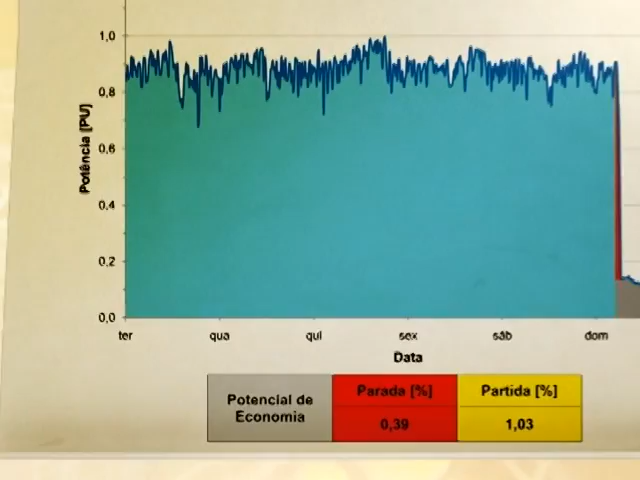 1,0
0,8
0,6
0,4
0,2
0,0
Potência [PU]
ter qua qui sex sáb dom
Data
Potencial de Economia
Parada [%] Partida [%]
0,39 1,03